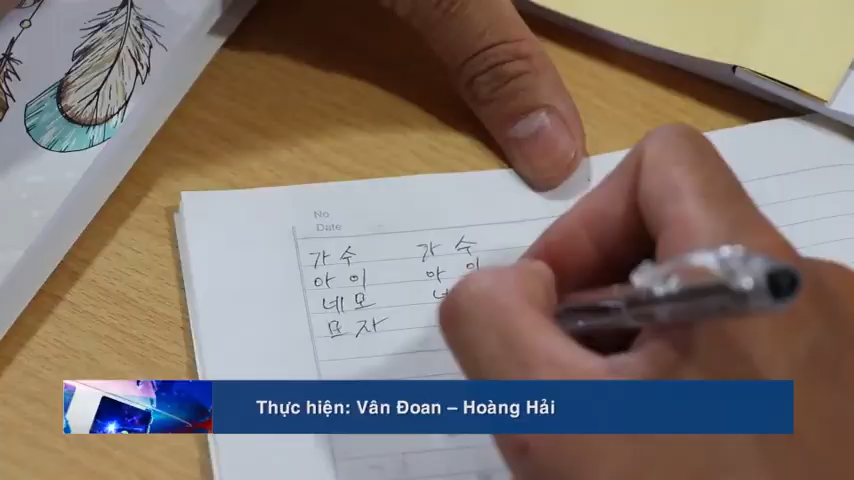 No
Date
가수 가수
아이 아이
네모 네
모자
Thực hiện: Vân Đoan – Hoàng Hải